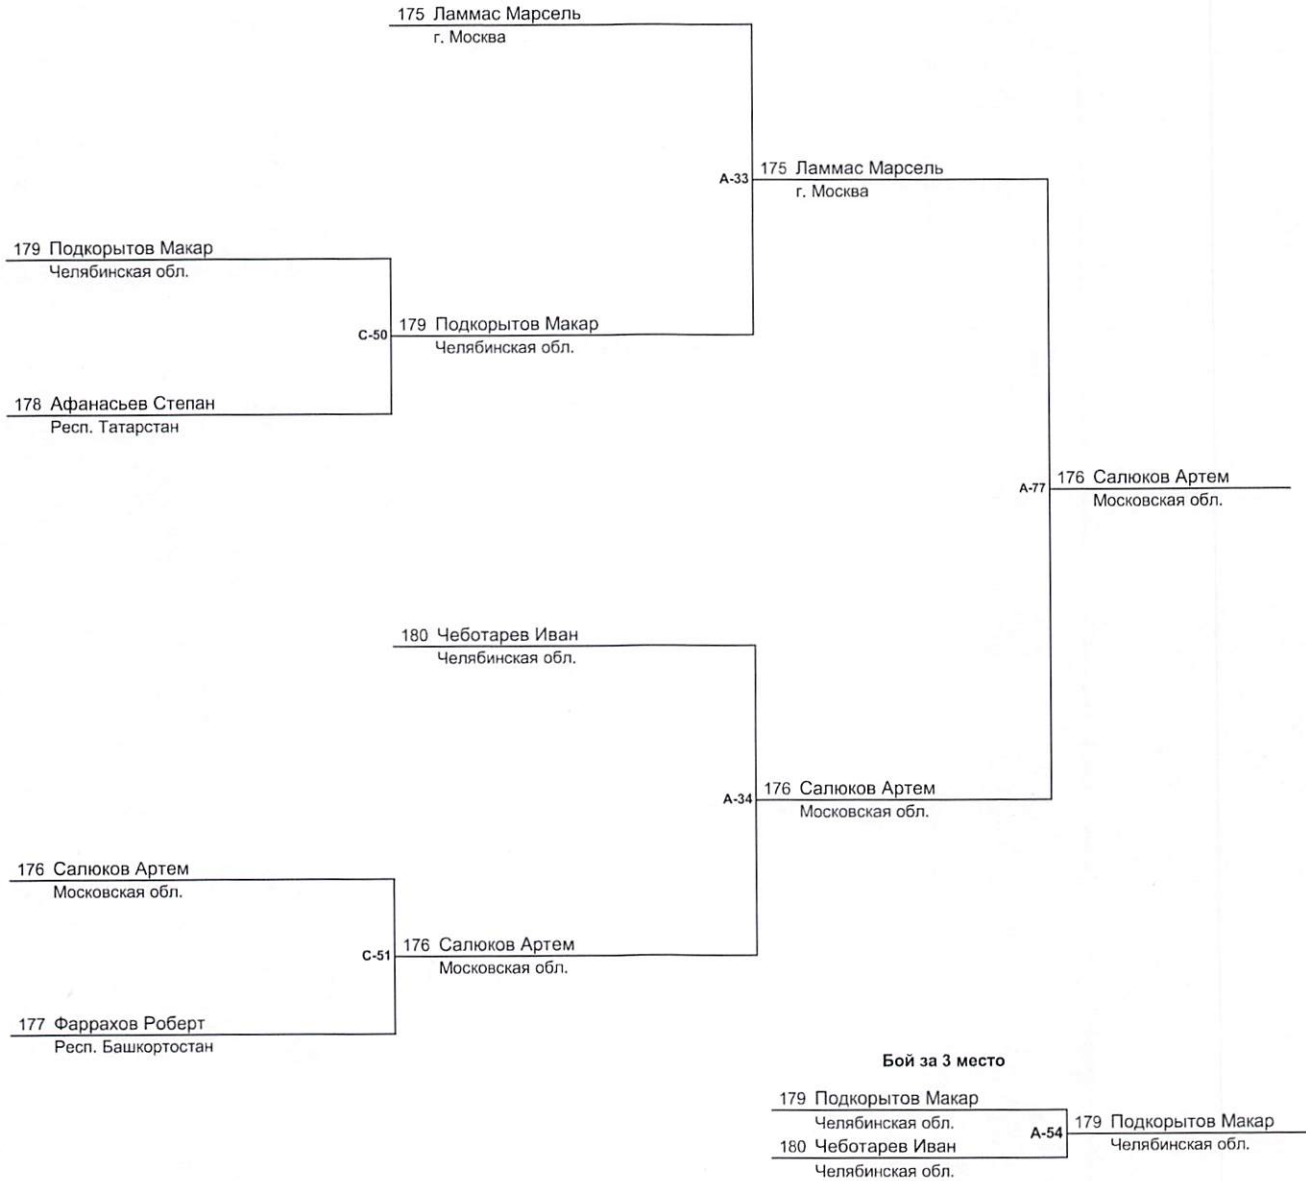 175 Ламмас Марсель
г. Москва
А-33
175 Ламмас Марсель
г. Москва
179 Подкорытов Макар
Челябинская обл.
С-50
179 Подкорытов Макар
Челябинская обл.
178 Афанасьев Степан
Респ. Татарстан
А-77
176 Салюков Артем
Московская обл.
180 Чеботарев Иван
Челябинская обл.
А-34
176 Салюков Артем
Московская обл.
176 Салюков Артем
Московская обл.
С-51
176 Салюков Артем
Московская обл.
177 Фаррахов Роберт
Респ. Башкортостан
Бой за 3 место
179 Подкорытов Макар
Челябинская обл.
А-54
179 Подкорытов Макар
Челябинская обл.
180 Чеботарев Иван
Челябинская обл.